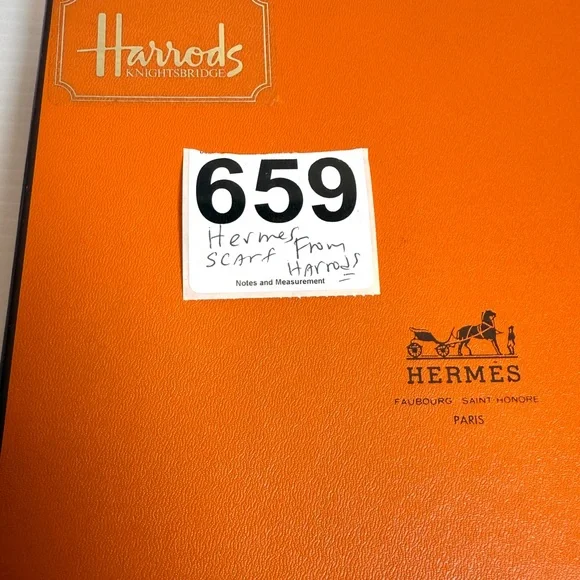 Harrods
KNIGHTSBRIDGE
659
Hermes
Scarf From
Harrods
Notes and Measurement
HERMÈS
FAUBOURG SAINT HONORE
PARIS